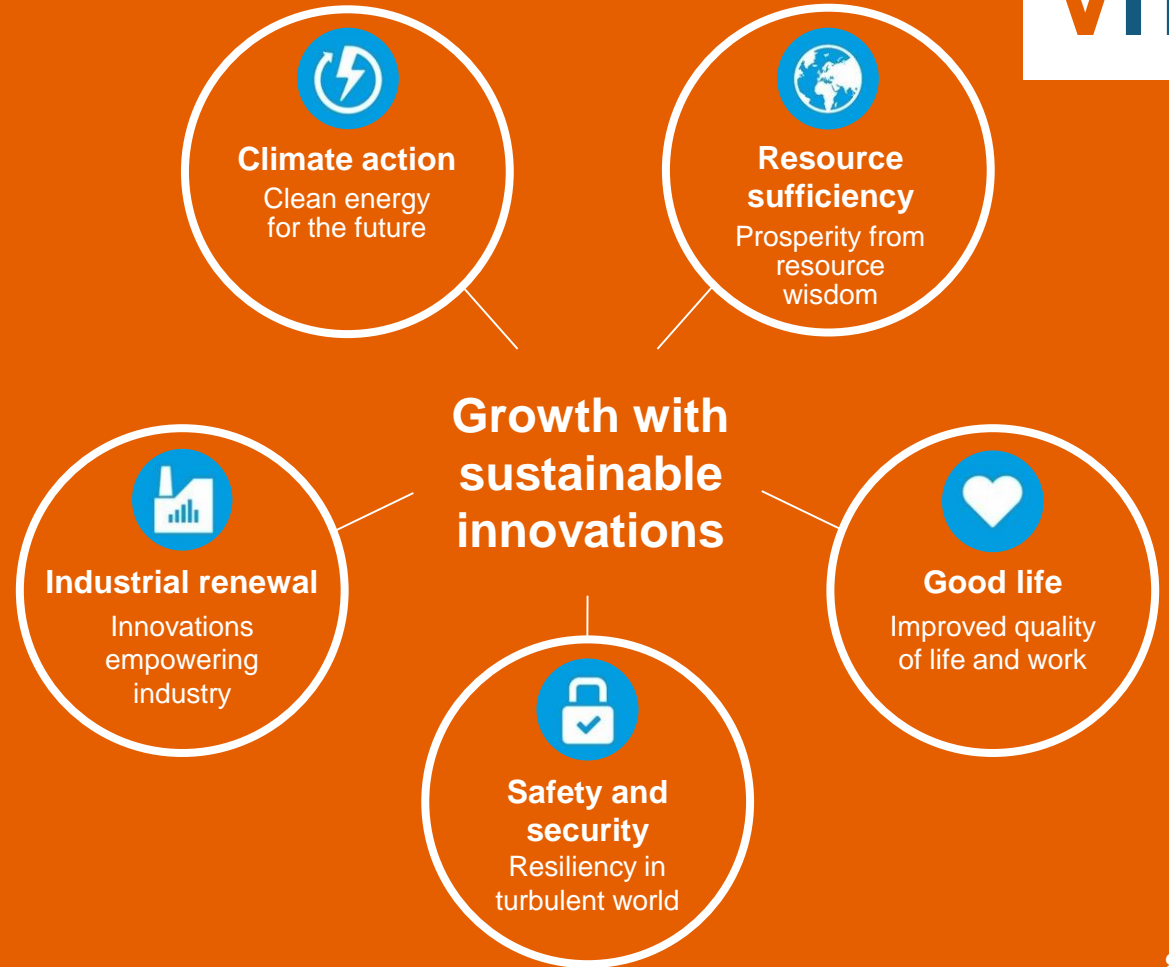 Climate action
Clean energy
for the future
Resource
sufficiency
Prosperity from
resource
wisdom
Growth with
sustainable
innovations
Industrial renewal
Innovations
empowering
industry
Good life
Improved quality
of life and work
Safety and
security
Resiliency in
turbulent world